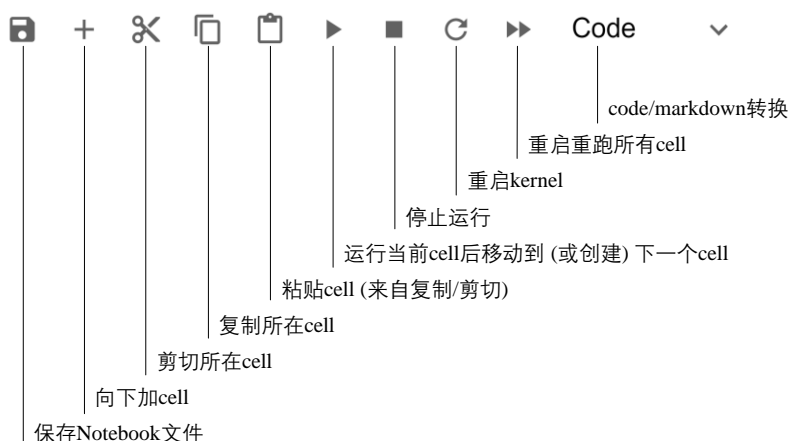 Code
code/markdown转换
重启重跑所有cell
重启kernel
停止运行
运行当前cell后移动到 (或创建) 下一个cell
粘贴cell (来自复制/剪切)
复制所在cell
剪切所在cell
向下加cell
保存Notebook文件